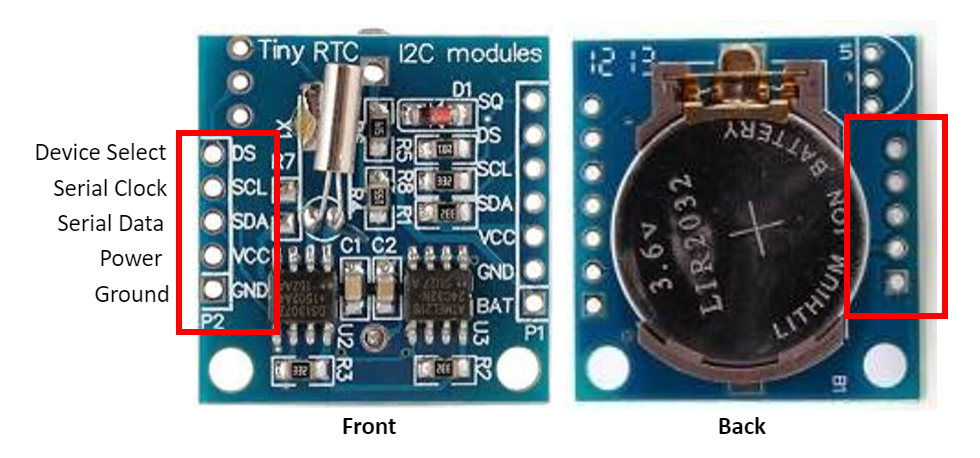 Tiny RTC I2C modules
D1
SQ
DS
SCL
SDA
VCC
GND
BAT
P1
Device Select
Serial Clock
Serial Data
Power
Ground
DS
SCL
SDA
VCC
GND
P2
X1
R7
R5
R8
R4
R1
C1 C2
U2
U3
R3
R2
Front
BATTERY
LITHIUM ION
3.6v
LIR2032
U1
B1
Back